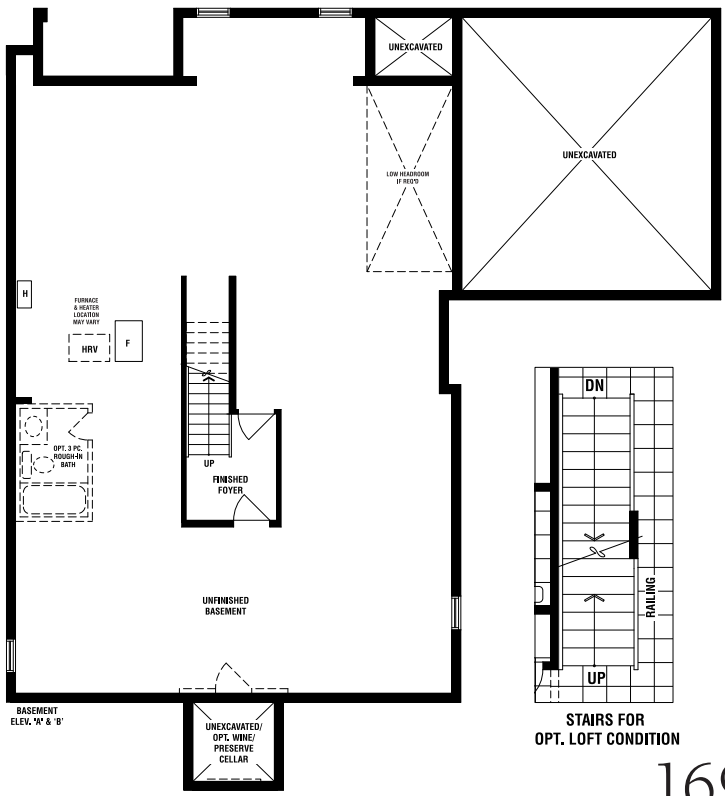 UNEXCAVATED
UNEXCAVATED
LOW HEADROOM
IF REQ'D
H
FURNACE
& HEATER
LOCATION
MAY VARY
HRV
F
OPT. 3 PC.
ROUGH-IN
BATH
UP
FINISHED
FOYER
UNFINISHED
BASEMENT
BASEMENT
ELEV. 'A' & 'B'
UNEXCAVATED/
OPT. WINE/
PRESERVE
CELLAR
DN
RAILING
UP
STAIRS FOR
OPT. LOFT CONDITION